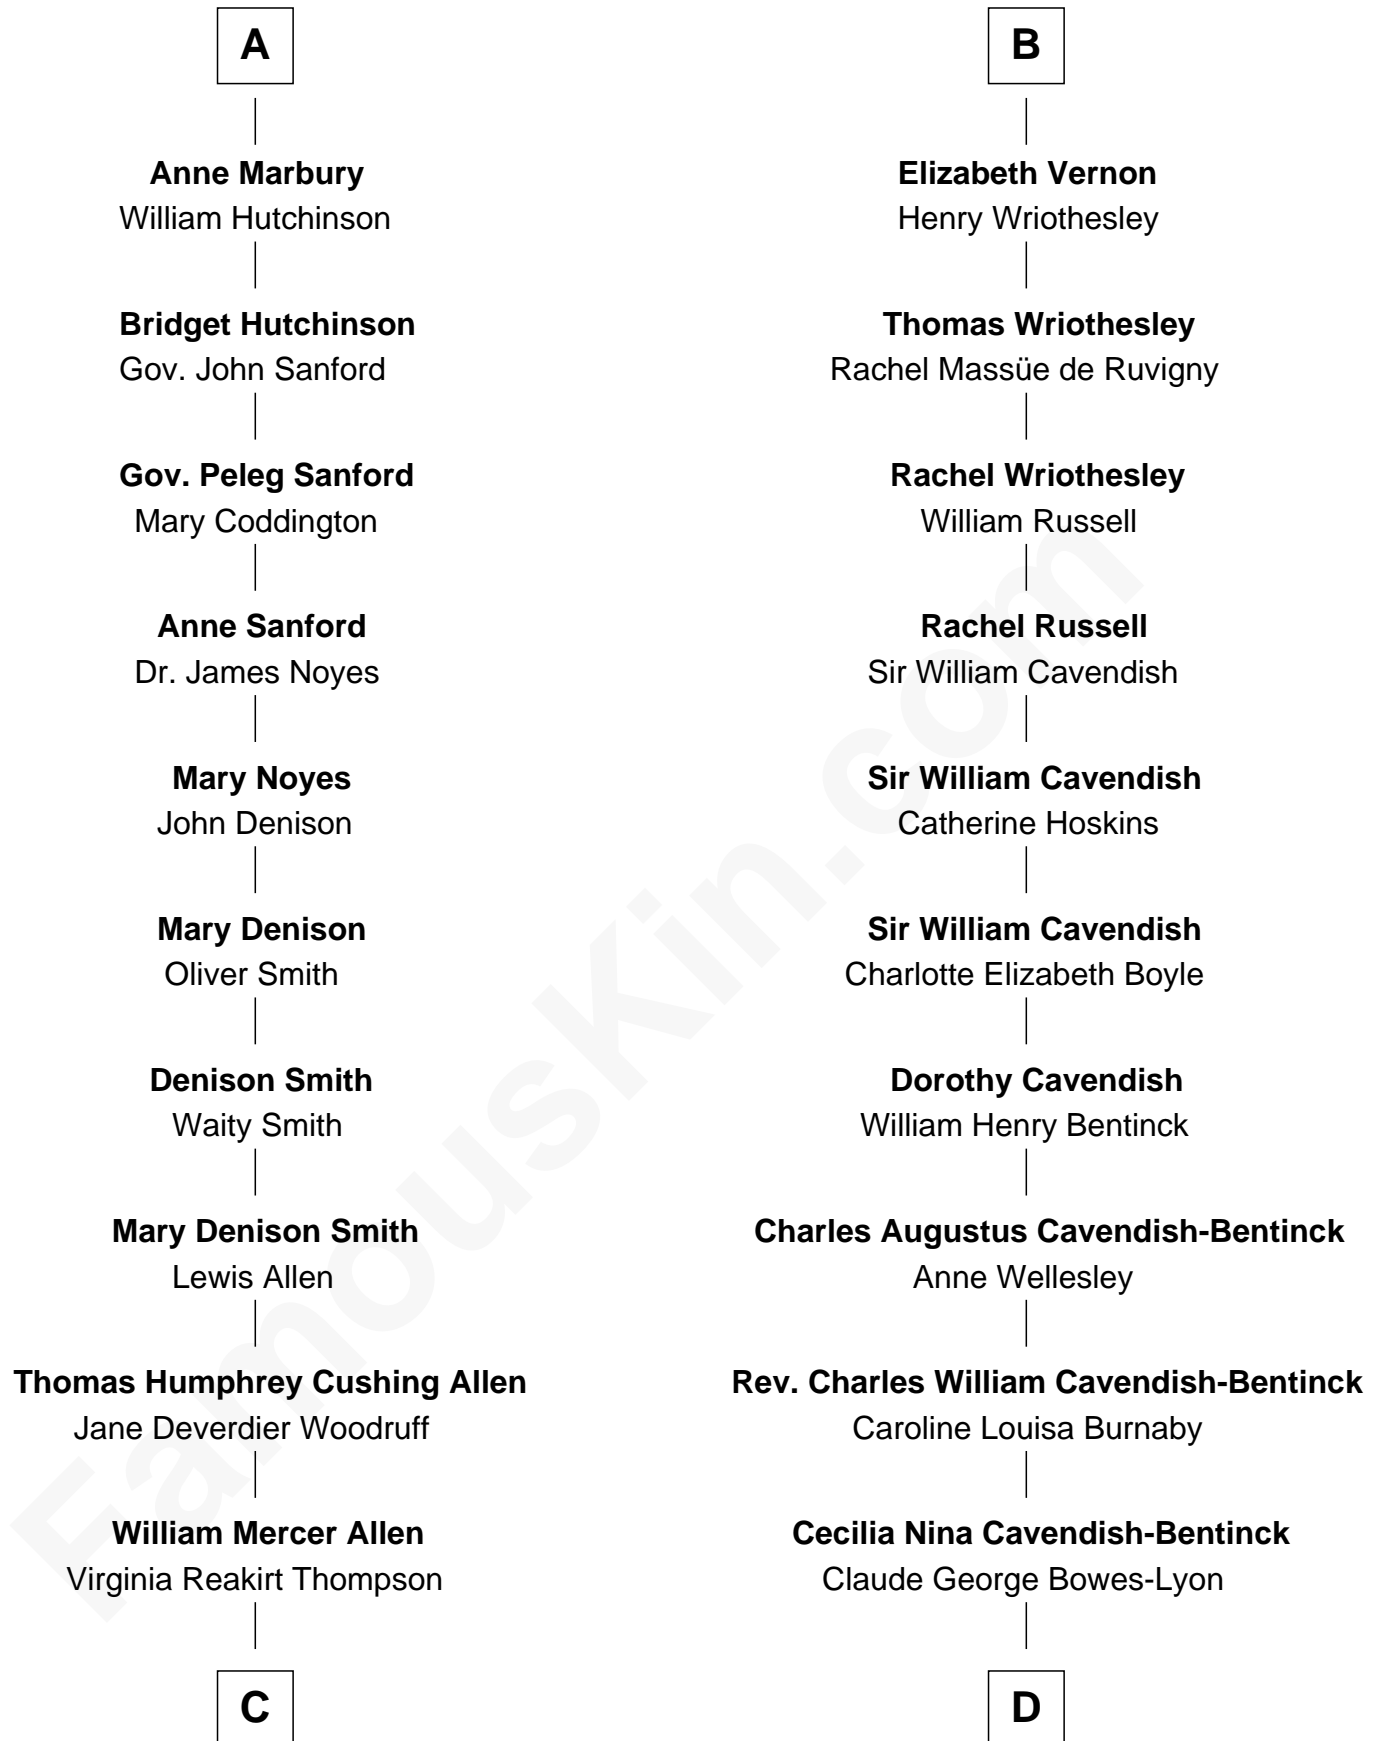 A
Anne Marbury
William Hutchinson
Bridget Hutchinson
Gov. John Sanford
Gov. Peleg Sanford
Mary Coddington
Anne Sanford
Dr. James Noyes
Mary Noyes
John Denison
Mary Denison
Oliver Smith
Denison Smith
Waity Smith
Mary Denison Smith
Lewis Allen
Thomas Humphrey Cushing Allen
Jane Deverdier Woodruff
William Mercer Allen
Virginia Reakirt Thompson
C
B
Elizabeth Vernon
Henry Wriothesley
Thomas Wriothesley
Rachel Massüe de Ruvigny
Rachel Wriothesley
William Russell
Rachel Russell
Sir William Cavendish
Sir William Cavendish
Catherine Hoskins
Sir William Cavendish
Charlotte Elizabeth Boyle
Dorothy Cavendish
William Henry Bentinck
Charles Augustus Cavendish-Bentinck
Anne Wellesley
Rev. Charles William Cavendish-Bentinck
Caroline Louisa Burnaby
Cecilia Nina Cavendish-Bentinck
Claude George Bowes-Lyon
D
FamousKin.com